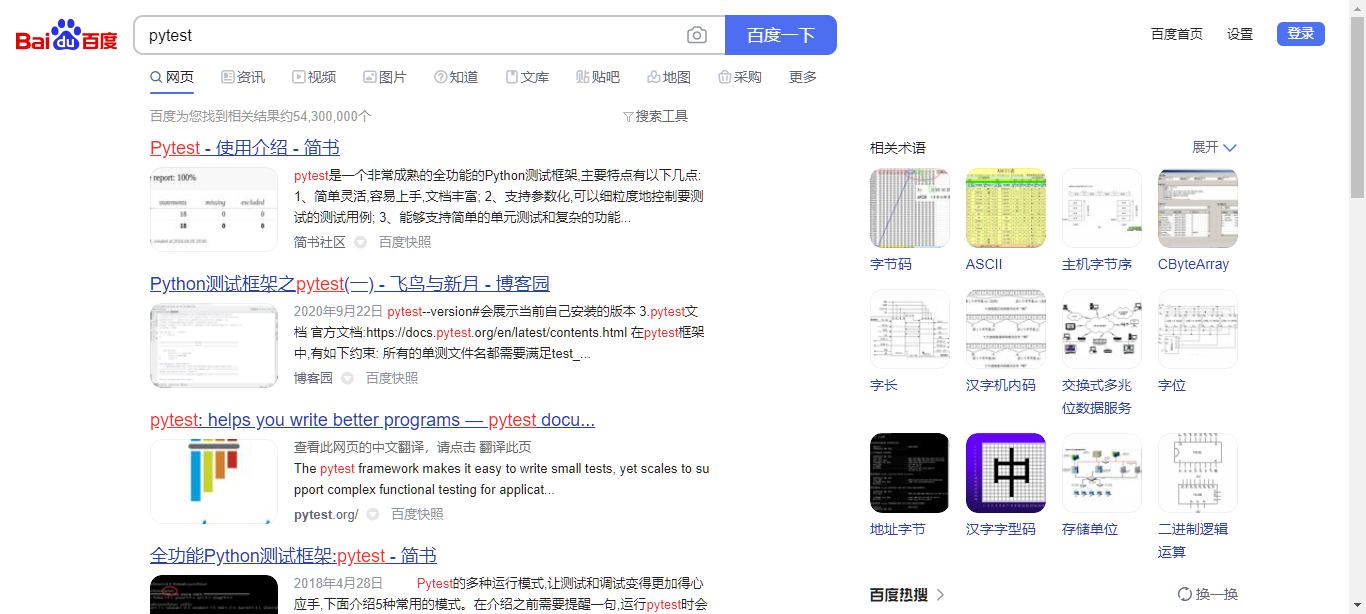 Bai du 百度
pytest
百度一下
百度首页
设置
登录
网页
资讯
视频
图片
知道
文库
贴吧
地图
采购
更多
百度为您找到相关结果约54,300,000个
搜索工具
Pytest - 使用介绍 - 简书
report: 100%
statements missing excluded
18 0 0
18 0 0
pytest是一个非常成熟的全功能的Python测试框架,主要特点有以下几点:
1、简单灵活,容易上手,文档丰富; 2、支持参数化,可以细粒度地控制要测
试的测试用例; 3、能够支持简单的单元测试和复杂的功能...
简书社区
百度快照
Python测试框架之pytest(一) - 飞鸟与新月 - 博客园
2020年9月22日 pytest--version#会展示当前自己安装的版本 3.pytest文
档 官方文档:https://docs.pytest.org/en/latest/contents.html 在pytest框架
中,有如下约束: 所有的单测文件名都需要满足test_...
博客园
百度快照
pytest: helps you write better programs — pytest docu...
查看此网页的中文翻译，请点击 翻译此页
The pytest framework makes it easy to write small tests, yet scales to su
pport complex functional testing for applicat...
pytest.org/
百度快照
全功能Python测试框架:pytest - 简书
2018年4月28日 Pytest的多种运行模式,让测试和调试变得更加得心
应手,下面介绍5种常用的模式。在介绍之前需要提醒一句,运行pytest时会
相关术语
展开
字节码
ASCII
主机字节序
CByteArray
字长
汉字机内码
交换式多兆
位数据服务
字位
中
地址字节
汉字字型码
存储单位
二进制逻辑
运算
百度热搜
换一换